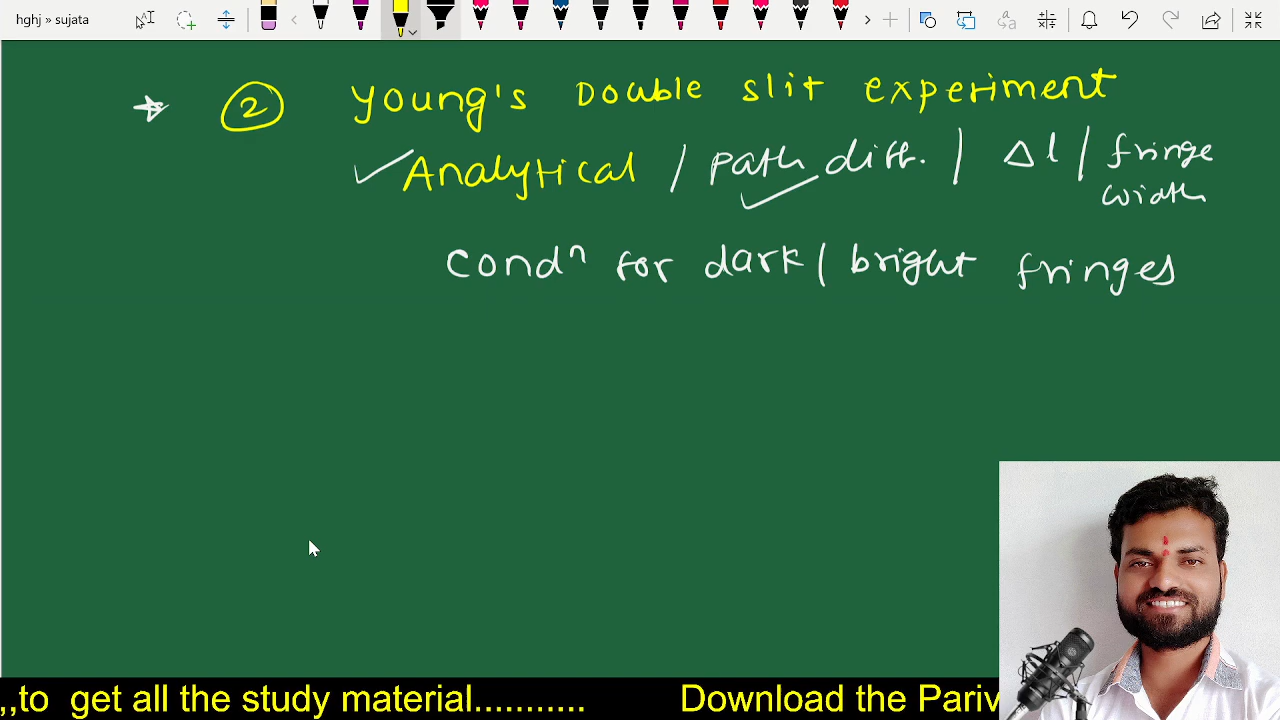 hghj » sujata
② Young's Double slit experiment
Analytical / path diff. / Δl / fringe width
condⁿ for dark / bright fringes
,,to get all the study material........... Download the Pariv